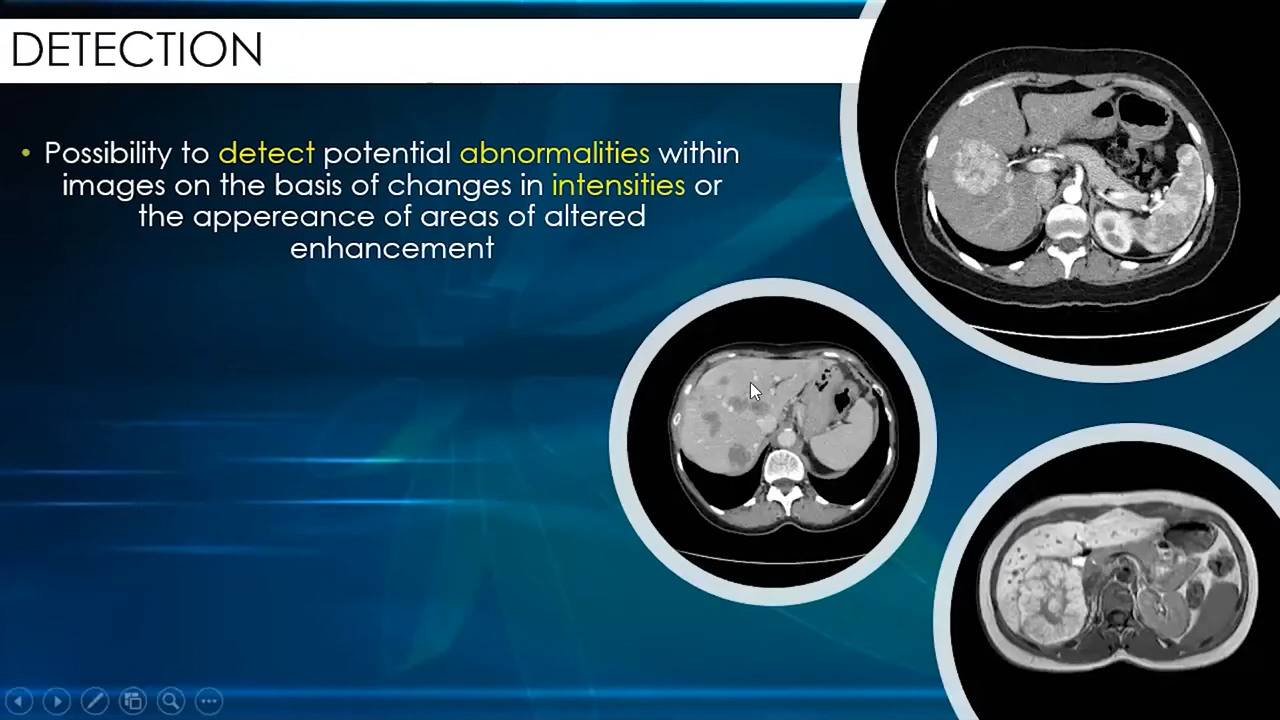 DETECTION
• Possibility to detect potential abnormalities within
images on the basis of changes in intensities or
the appereance of areas of altered
enhancement